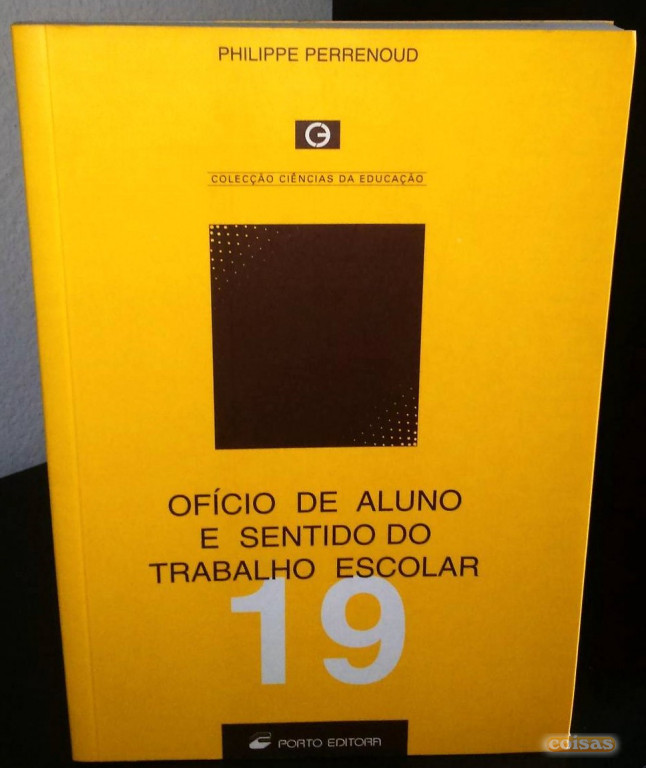 PHILIPPE PERRENOUD
COLECÇÃO CIÊNCIAS DA EDUCAÇÃO
OFÍCIO DE ALUNO
E SENTIDO DO
TRABALHO ESCOLAR
19
PORTO EDITORA
coisas